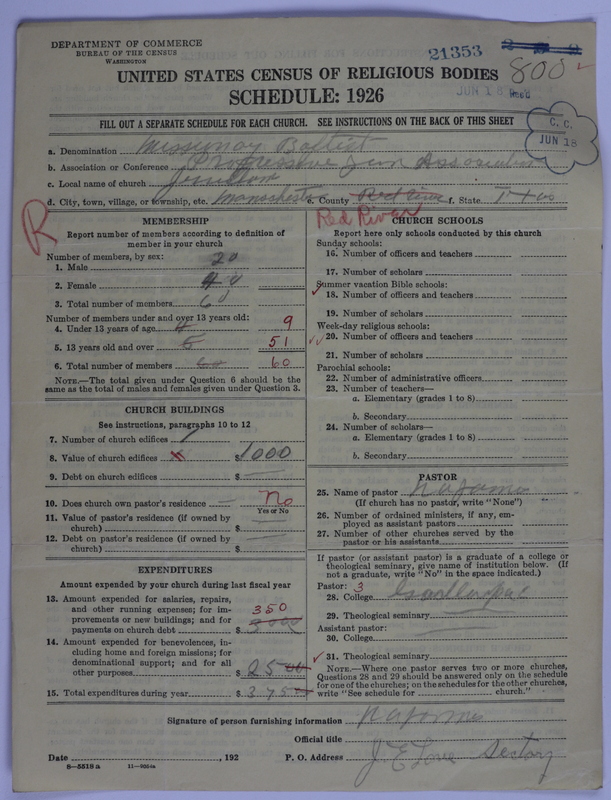 DEPARTMENT OF COMMERCE
BUREAU OF THE CENSUS
WASHINGTON
21353
800
UNITED STATES CENSUS OF RELIGIOUS BODIES
JUN 18
SCHEDULE: 1926
FILL OUT A SEPARATE SCHEDULE FOR EACH CHURCH. SEE INSTRUCTIONS ON THE BACK OF THIS SHEET
C. C.
JUN 18
a. Denomination Missionary Baptist
b. Association or Conference Progressive Association
c. Local name of church
d. City, town, village, or township, etc. Manachester e. County Red River f. State
Red River
R
MEMBERSHIP
Report number of members according to definition of member in your church
Number of members, by sex:
1. Male 20
2. Female 40
3. Total number of members 60
Number of members under and over 13 years old:
4. Under 13 years of age 4 9
5. 13 years old and over 5 51
6. Total number of members 60 60
NOTE.—The total given under Question 6 should be the same as the total of males and females given under Question 3.
CHURCH BUILDINGS
See instructions, paragraphs 10 to 12
7. Number of church edifices 1
8. Value of church edifices x $1000
9. Debt on church edifices $
10. Does church own pastor's residence No
Yes or No
11. Value of pastor's residence (if owned by church) $
12. Debt on pastor's residence (if owned by church) $
EXPENDITURES
Amount expended by your church during last fiscal year
13. Amount expended for salaries, repairs, and other running expenses; for improvements or new buildings; and for payments on church debt $ 350
14. Amount expended for benevolences, including home and foreign missions; for denominational support; and for all other purposes $ 25 00
15. Total expenditures during year $ 375
CHURCH SCHOOLS
Report here only schools conducted by this church
Sunday schools:
16. Number of officers and teachers
17. Number of scholars
Summer vacation Bible schools:
18. Number of officers and teachers
19. Number of scholars
Week-day religious schools:
20. Number of officers and teachers
21. Number of scholars
Parochial schools:
22. Number of administrative officers
23. Number of teachers—
a. Elementary (grades 1 to 8)
b. Secondary
24. Number of scholars—
a. Elementary (grades 1 to 8)
b. Secondary
PASTOR
25. Name of pastor
(If church has no pastor, write "None")
26. Number of ordained ministers, if any, employed as assistant pastors
27. Number of other churches served by the pastor or his assistants
If pastor (or assistant pastor) is a graduate of a college or theological seminary, give name of institution below. (If not a graduate, write "No" in the space indicated.)
Pastor: 3
28. College
29. Theological seminary
Assistant pastor:
30. College
31. Theological seminary
NOTE.—Where one pastor serves two or more churches, Questions 28 and 29 should be answered only on the schedule for one of the churches; on the schedules for the other churches, write "See schedule for church."
Signature of person furnishing information
Official title
Date , 192 P. O. Address J. E. Love
8—5518 a 11—9024a